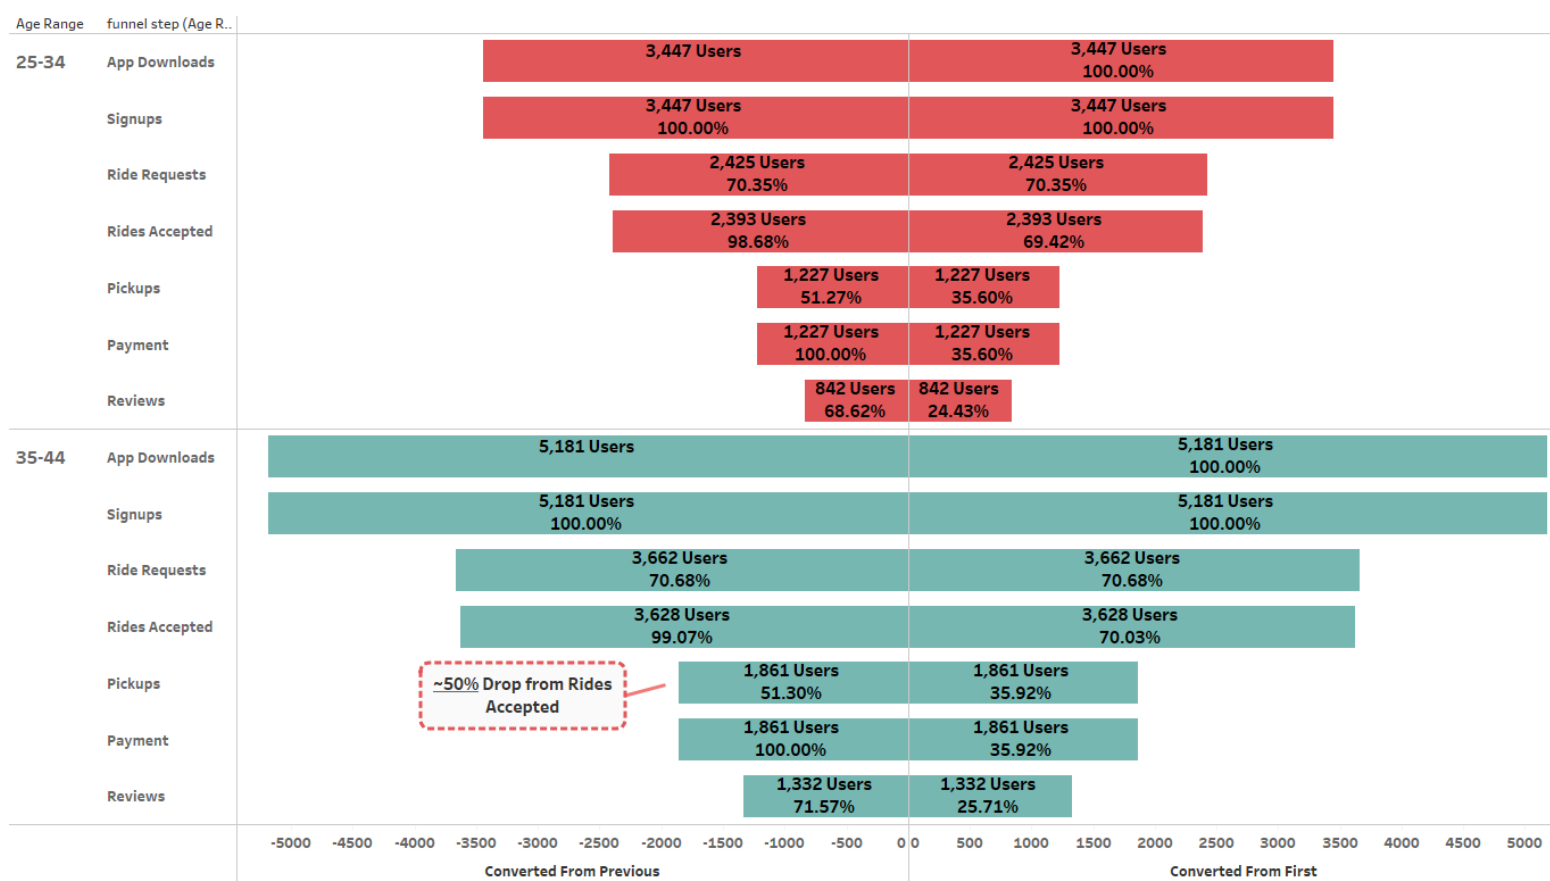 Age Range funnel step (Age R..
25-34
App Downloads
3,447 Users
3,447 Users
100.00%
Signups
3,447 Users
100.00%
3,447 Users
100.00%
Ride Requests
2,425 Users
70.35%
2,425 Users
70.35%
Rides Accepted
2,393 Users
98.68%
2,393 Users
69.42%
Pickups
1,227 Users
51.27%
1,227 Users
35.60%
Payment
1,227 Users
100.00%
1,227 Users
35.60%
Reviews
842 Users
68.62%
842 Users
24.43%
35-44
App Downloads
5,181 Users
5,181 Users
100.00%
Signups
5,181 Users
100.00%
5,181 Users
100.00%
Ride Requests
3,662 Users
70.68%
3,662 Users
70.68%
Rides Accepted
3,628 Users
99.07%
3,628 Users
70.03%
Pickups
~50% Drop from Rides
Accepted
1,861 Users
51.30%
1,861 Users
35.92%
Payment
1,861 Users
100.00%
1,861 Users
35.92%
Reviews
1,332 Users
71.57%
1,332 Users
25.71%
-5000 -4500 -4000 -3500 -3000 -2500 -2000 -1500 -1000 -500 0 0 500 1000 1500 2000 2500 3000 3500 4000 4500 5000
Converted From Previous
Converted From First